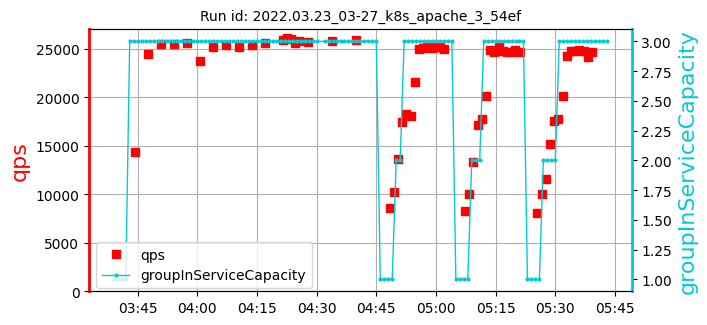 Run id: 2022.03.23_03-27_k8s_apache_3_54ef
25000
20000
15000
10000
5000
0
qps
3.00
2.75
2.50
2.25
2.00
1.75
1.50
1.25
1.00
groupInServiceCapacity
qps
groupInServiceCapacity
03:45 04:00 04:15 04:30 04:45 05:00 05:15 05:30 05:45